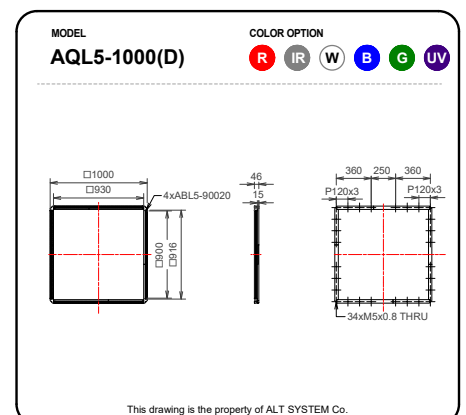 MODEL
COLOR OPTION
AQL5-1000(D)
R IR W B G UV
□1000
□930
4xABL5-90020
□900
□916
46
15
360 250 360
P120x3 P120x3
34xM5x0.8 THRU
This drawing is the property of ALT SYSTEM Co.